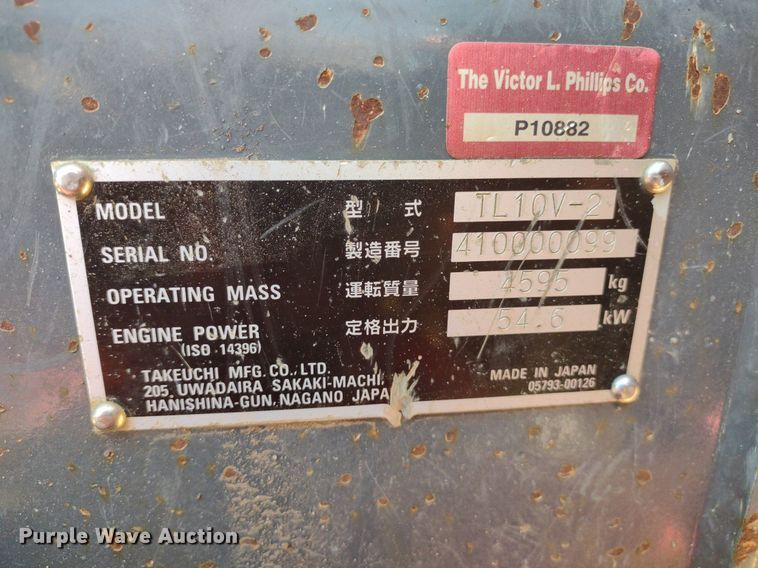 The Victor L. Phillips Co.
P10882
MODEL 型 式 TL10V-2
SERIAL NO. 製造番号 410000099
OPERATING MASS 運転質量 4595 kg
ENGINE POWER 定格出力 54.6 kW
(ISO 14396)
TAKEUCHI MFG. CO., LTD. MADE IN JAPAN
205, UWADAIRA SAKAKI-MACHI, 05793-00126
HANISHINA-GUN, NAGANO JAPA
Purple Wave Auction